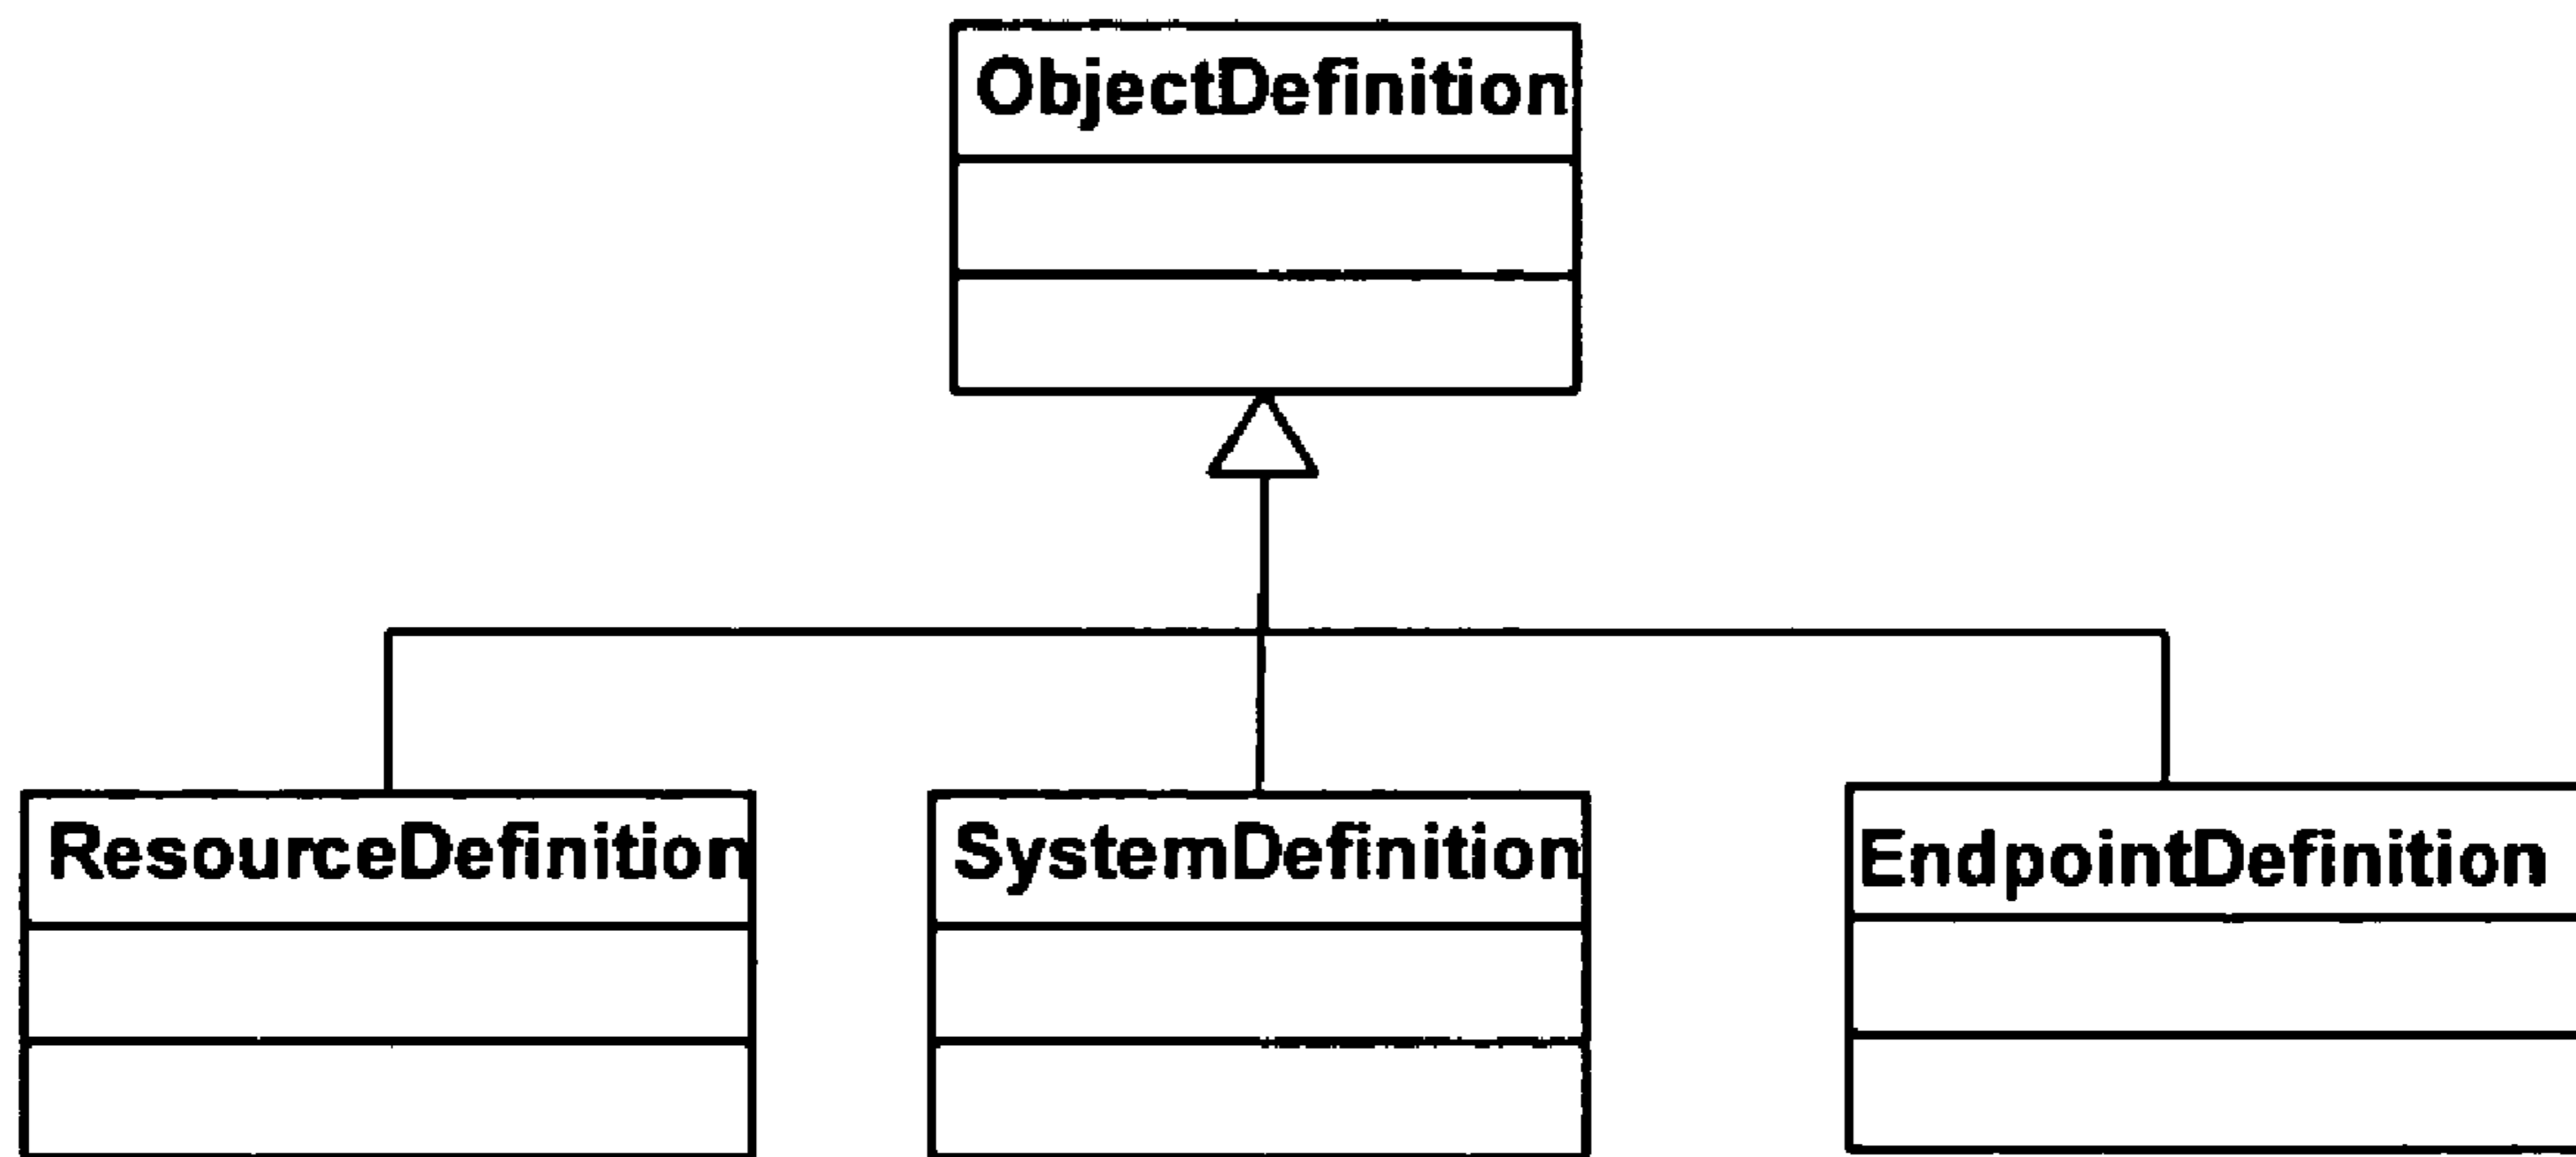 ObjectDefinition
ResourceDefinition
SystemDefinition
EndpointDefinition